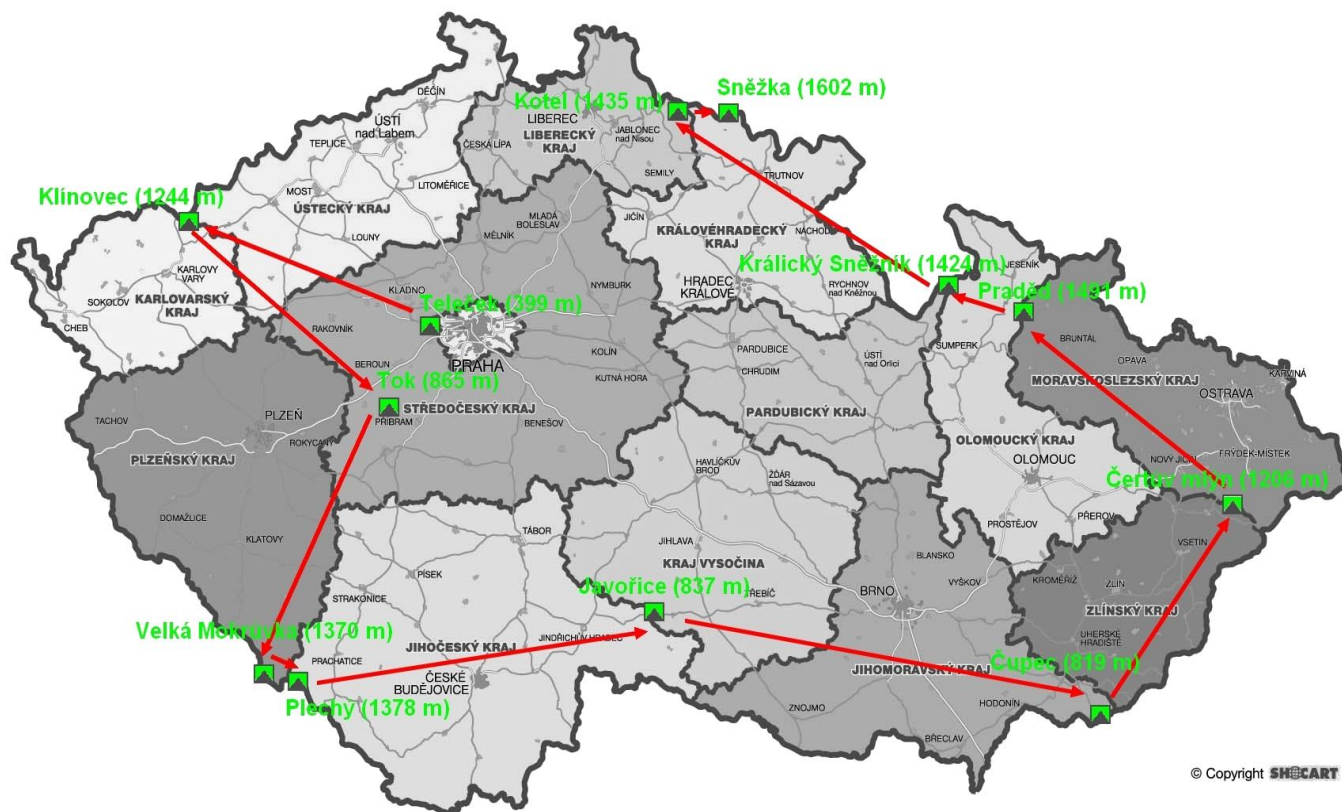 Sněžka (1602 m)
Kotel (1435 m)
DĚČÍN
ÚSTÍ
nad Labem
LIBEREC
LIBERECKÝ
KRAJ
JABLONEC
nad Nisou
TEPLICE
ČESKÁ LÍPA
SEMILY
TRUTNOV
Klínovec (1244 m)
MOST
LITOMĚŘICE
ÚSTECKÝ KRAJ
LOUNY
MĚLNÍK
MLADÁ
BOLESLAV
JIČÍN
KRÁLOVÉHRADECKÝ
KRAJ
NÁCHOD
KARLOVY
VARY
SOKOLOV
KARLOVARSKÝ
KRAJ
CHEB
KLADNO
NYMBURK
HRADEC
KRÁLOVÉ
RYCHNOV
nad Kněžnou
Králický Sněžník (1424 m)
JESENÍK
Praděd (1491 m)
Teleček (399 m)
RAKOVNÍK
PRAHA
BEROUN
KOLÍN
KUTNÁ HORA
PARDUBICE
CHRUDIM
ÚSTÍ
nad Orlicí
ŠUMPERK
BRUNTÁL
OPAVA
KARVINÁ
MORAVSKOSLEZSKÝ KRAJ
OSTRAVA
Tok (865 m)
STŘEDOČESKÝ KRAJ
PŘÍBRAM
BENEŠOV
PARDUBICKÝ KRAJ
TACHOV
PLZEŇ
ROKYCANY
PLZEŇSKÝ KRAJ
OLOMOUCKÝ KRAJ
OLOMOUC
NOVÝ JIČÍN
FRÝDEK-MÍSTEK
HAVLÍČKŮV
BROD
ŽĎÁR
nad Sázavou
Čertův mlýn (1206 m)
DOMAŽLICE
KLATOVY
TÁBOR
JIHLAVA
KRAJ VYSOČINA
PROSTĚJOV
PŘEROV
VSETÍN
BLANSKO
VYŠKOV
PÍSEK
STRAKONICE
Javořice (837 m)
TŘEBÍČ
BRNO
KROMĚŘÍŽ
ZLÍN
ZLÍNSKÝ KRAJ
Velká Mokrůvka (1370 m)
JIHOČESKÝ KRAJ
JINDŘICHŮV HRADEC
UHERSKÉ
HRADIŠTĚ
PRACHATICE
ČESKÉ
BUDĚJOVICE
JIHOMORAVSKÝ KRAJ
Čupec (819 m)
Plechý (1378 m)
ZNOJMO
HODONÍN
BŘECLAV
© Copyright SHOCART